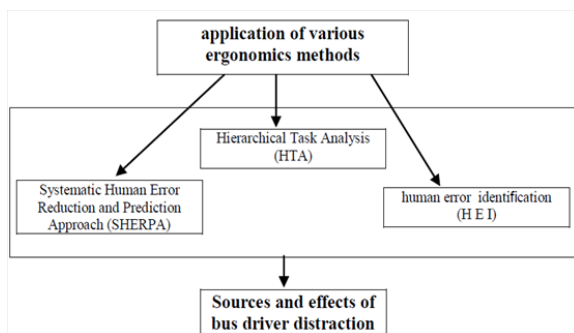 application of various
ergonomics methods
Hierarchical Task Analysis
(HTA)
Systematic Human Error
Reduction and Prediction
Approach (SHERPA)
human error identification
(H E I)
Sources and effects of
bus driver distraction